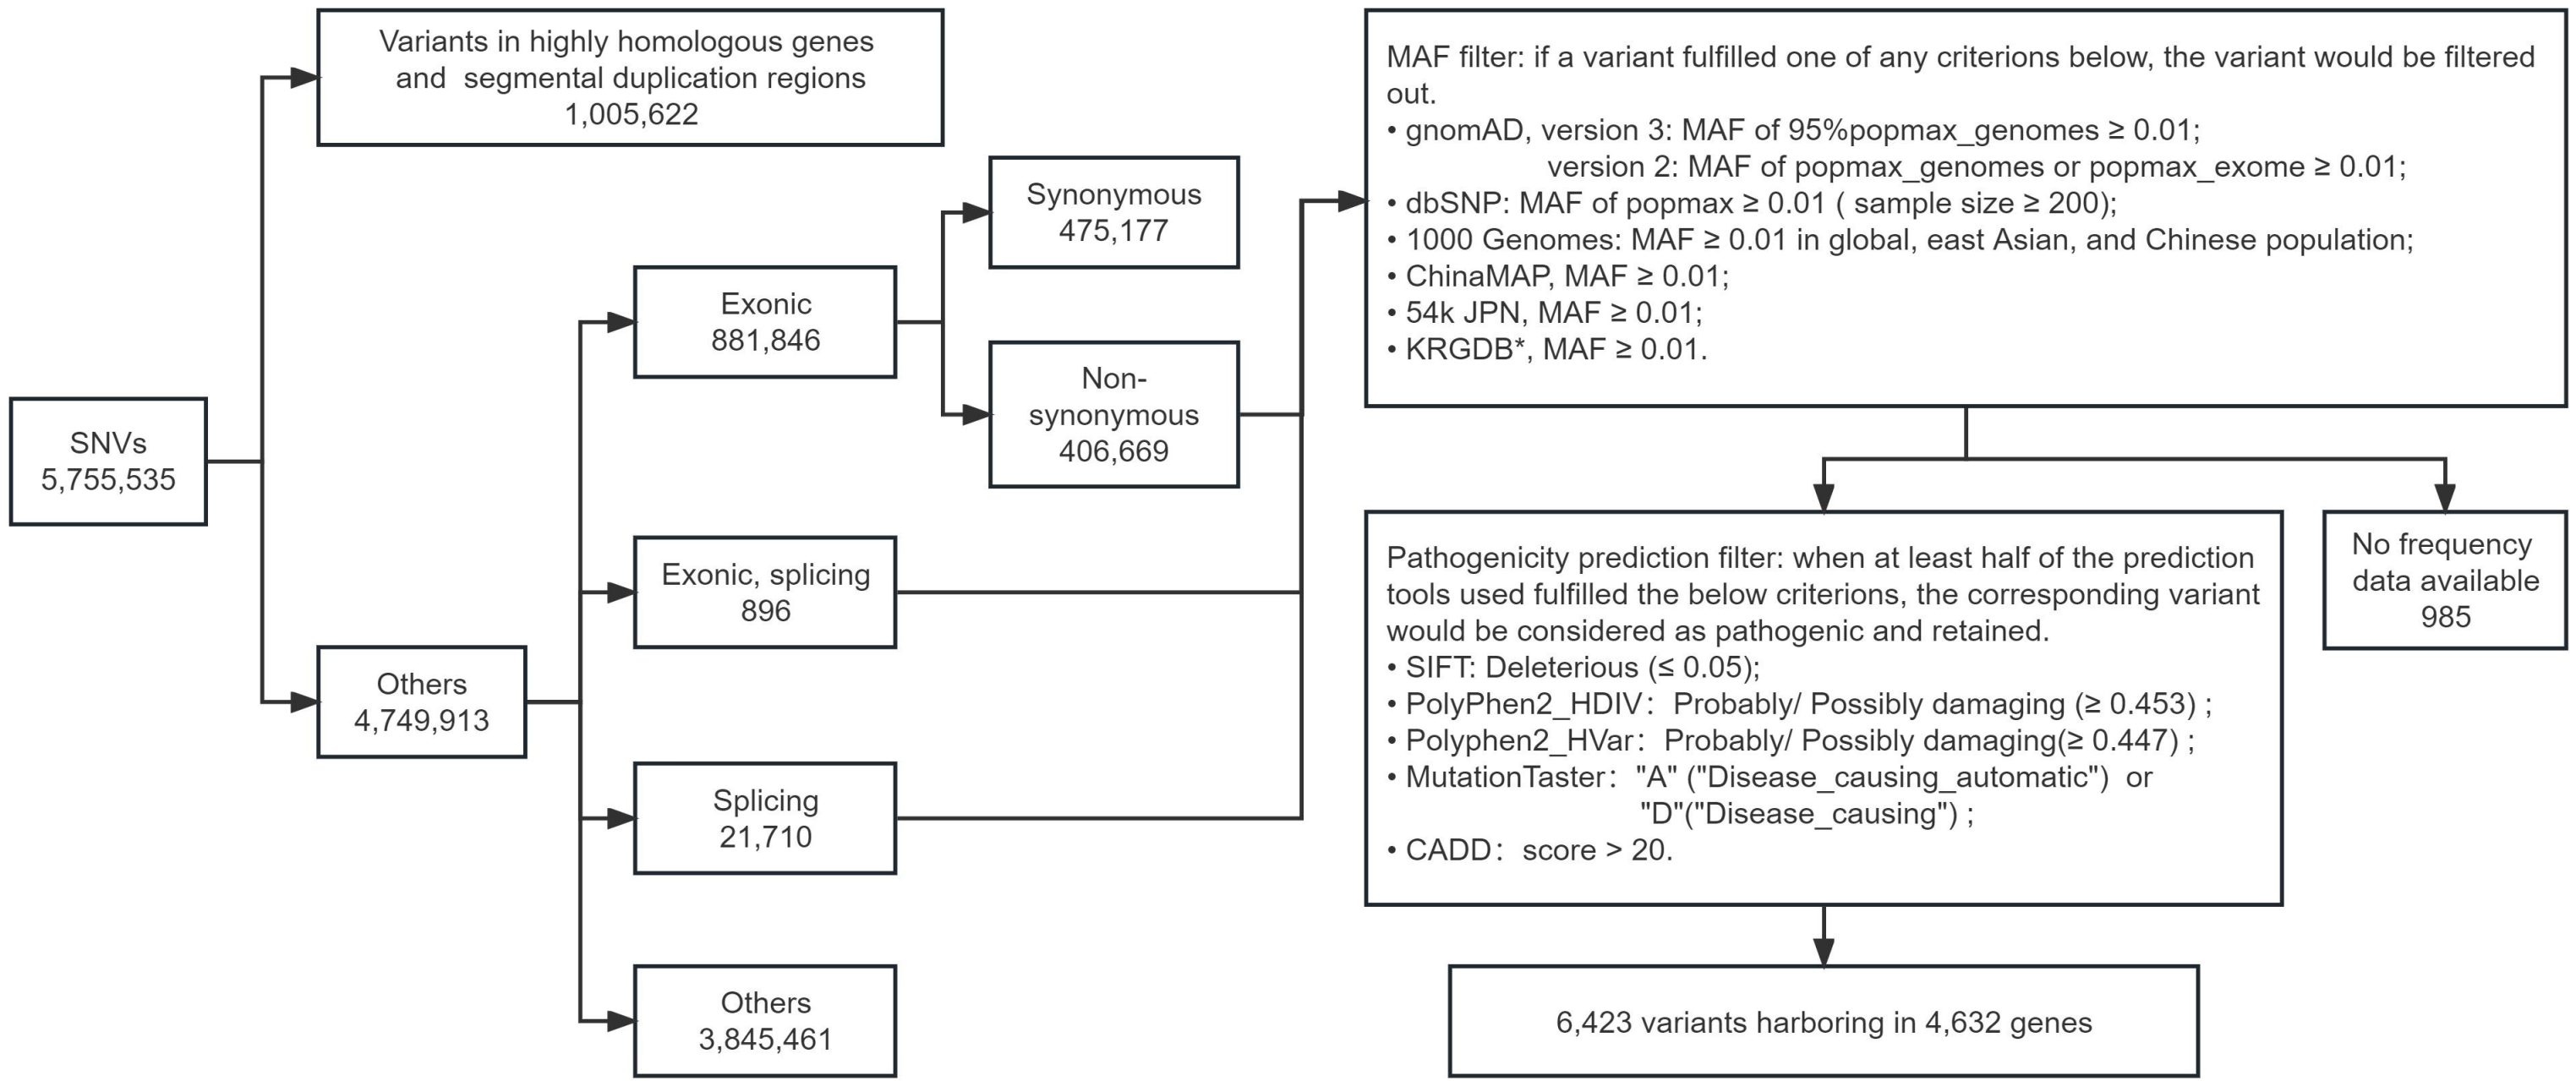 Variants in highly homologous genes
and segmental duplication regions
1,005,622
SNVs
5,755,535
Others
4,749,913
Exonic
881,846
Exonic, splicing
896
Splicing
21,710
Others
3,845,461
Synonymous
475,177
Non-
synonymous
406,669
MAF filter: if a variant fulfilled one of any criterions below, the variant would be filtered
out.
• gnomAD, version 3: MAF of 95%popmax_genomes ≥ 0.01;
version 2: MAF of popmax_genomes or popmax_exome ≥ 0.01;
• dbSNP: MAF of popmax ≥ 0.01 ( sample size ≥ 200);
• 1000 Genomes: MAF ≥ 0.01 in global, east Asian, and Chinese population;
• ChinaMAP, MAF ≥ 0.01;
• 54k JPN, MAF ≥ 0.01;
• KRGDB*, MAF ≥ 0.01.
Pathogenicity prediction filter: when at least half of the prediction
tools used fulfilled the below criterions, the corresponding variant
would be considered as pathogenic and retained.
• SIFT: Deleterious (≤ 0.05);
• PolyPhen2_HDIV: Probably/ Possibly damaging (≥ 0.453) ;
• Polyphen2_HVar: Probably/ Possibly damaging(≥ 0.447) ;
• MutationTaster: "A" ("Disease_causing_automatic") or
"D"("Disease_causing") ;
• CADD: score > 20.
No frequency
data available
985
6,423 variants harboring in 4,632 genes